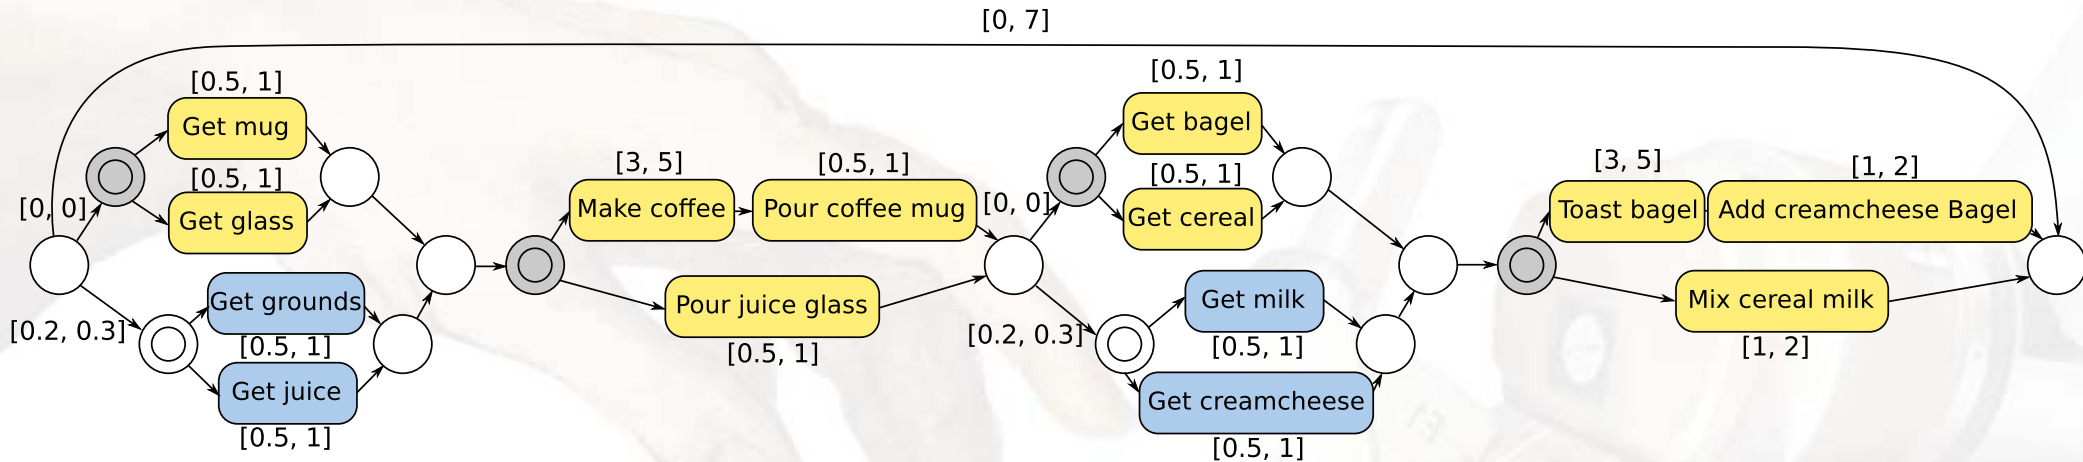 [0, 7]
[0.5, 1]
Get mug
[0.5, 1]
Get glass
[0, 0]
[0.2, 0.3]
Get grounds
[0.5, 1]
Get juice
[0.5, 1]
[3, 5]
Make coffee
[0.5, 1]
Pour coffee mug
Pour juice glass
[0.5, 1]
[0, 0]
[0.2, 0.3]
[0.5, 1]
Get bagel
[0.5, 1]
Get cereal
Get milk
[0.5, 1]
Get creamcheese
[0.5, 1]
[3, 5]
Toast bagel
[1, 2]
Add creamcheese Bagel
Mix cereal milk
[1, 2]